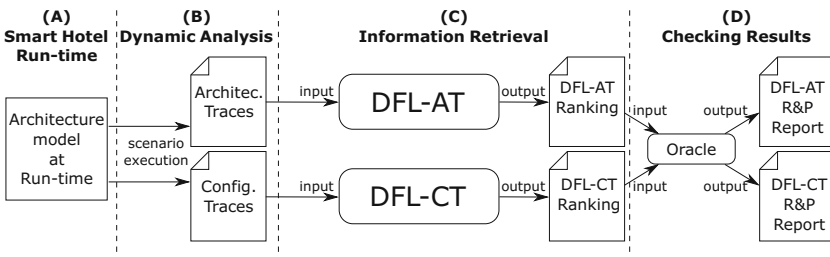 (A)
Smart Hotel
Run-time
(B)
Dynamic Analysis
(C)
Information Retrieval
(D)
Checking Results
Architecture
model
at
Run-time
scenario
execution
Architec.
Traces
Config.
Traces
input
DFL-AT
output
DFL-AT
Ranking
input
DFL-CT
output
DFL-CT
Ranking
input
input
Oracle
output
output
DFL-AT
R&P
Report
DFL-CT
R&P
Report